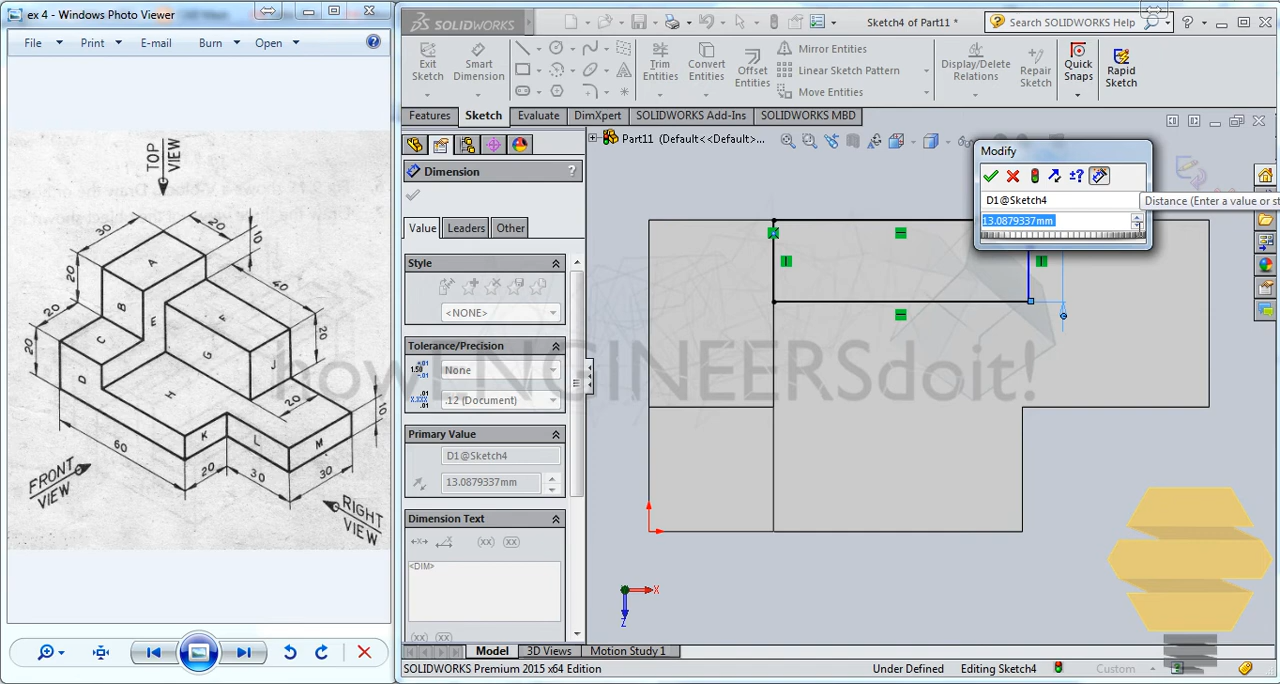 ex 4 - Windows Photo Viewer
File
Print
E-mail
Burn
Open
TOP
VIEW
30
20
10
20
A
40
B
30
20
E
F
C
G
20
20
J
D
H
20
10
K
L
M
60
20
30
30
FRONT
VIEW
RIGHT
VIEW
SOLIDWORKS
Sketch4 of Part11 *
Search SOLIDWORKS Help
Exit
Sketch
Smart
Dimension
Trim
Entities
Convert
Entities
Offset
Entities
Mirror Entities
Linear Sketch Pattern
Move Entities
Display/Delete
Relations
Repair
Sketch
Quick
Snaps
Rapid
Sketch
Features
Sketch
Evaluate
DimXpert
SOLIDWORKS Add-Ins
SOLIDWORKS MBD
Part11 (Default<<Default>...
Dimension
Value
Leaders
Other
Style
<NONE>
Tolerance/Precision
None
.12 (Document)
Primary Value
D1@Sketch4
13.0879337mm
Dimension Text
<DIM>
Modify
D1@Sketch4
13.0879337mm
Distance (Enter a value or st
howENGINEERSdoit!
X
Z
Model
3D Views
Motion Study 1
SOLIDWORKS Premium 2015 x64 Edition
Under Defined
Editing Sketch4
Custom